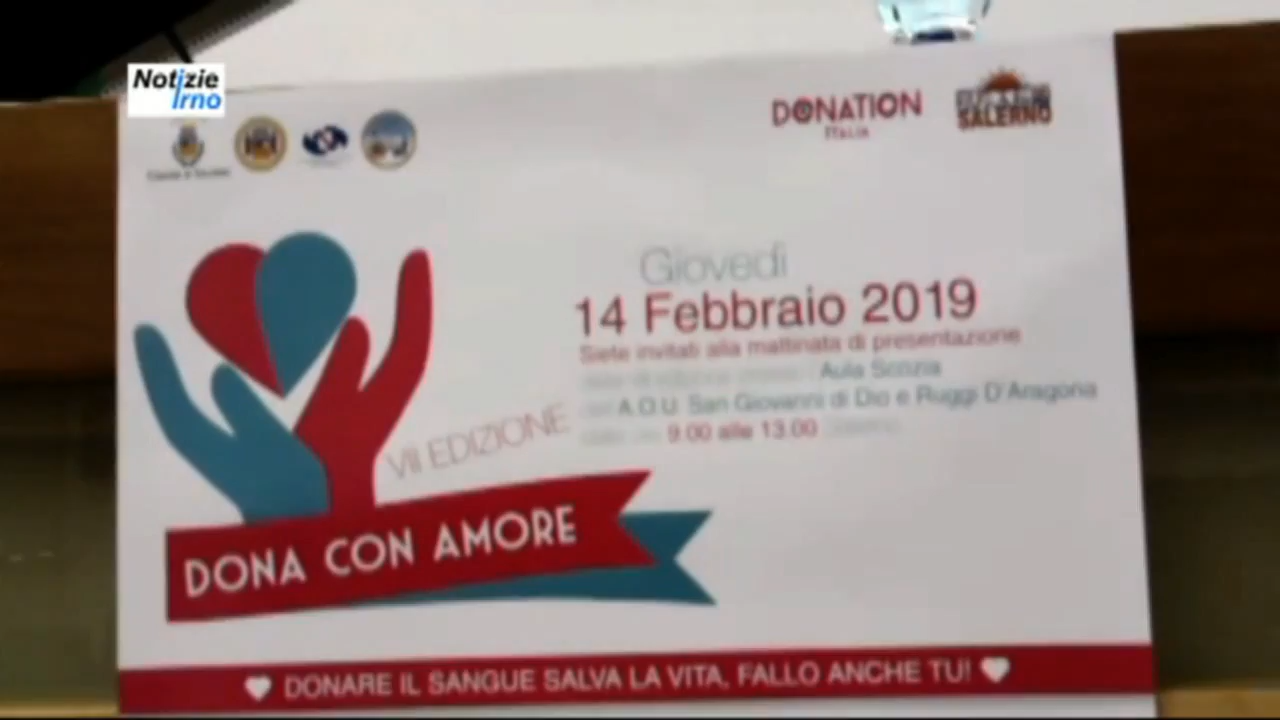 Notizie
Irno
DONATION
ITALIA
SALERNO
Giovedì
14 Febbraio 2019
Siete invitati alla mattinata di presentazione
Aula Scozia
A.O.U. San Giovanni di Dio e Ruggi D'Aragona
9.00 alle 13.00
VII EDIZIONE
DONA CON AMORE
DONARE IL SANGUE SALVA LA VITA, FALLO ANCHE TU!